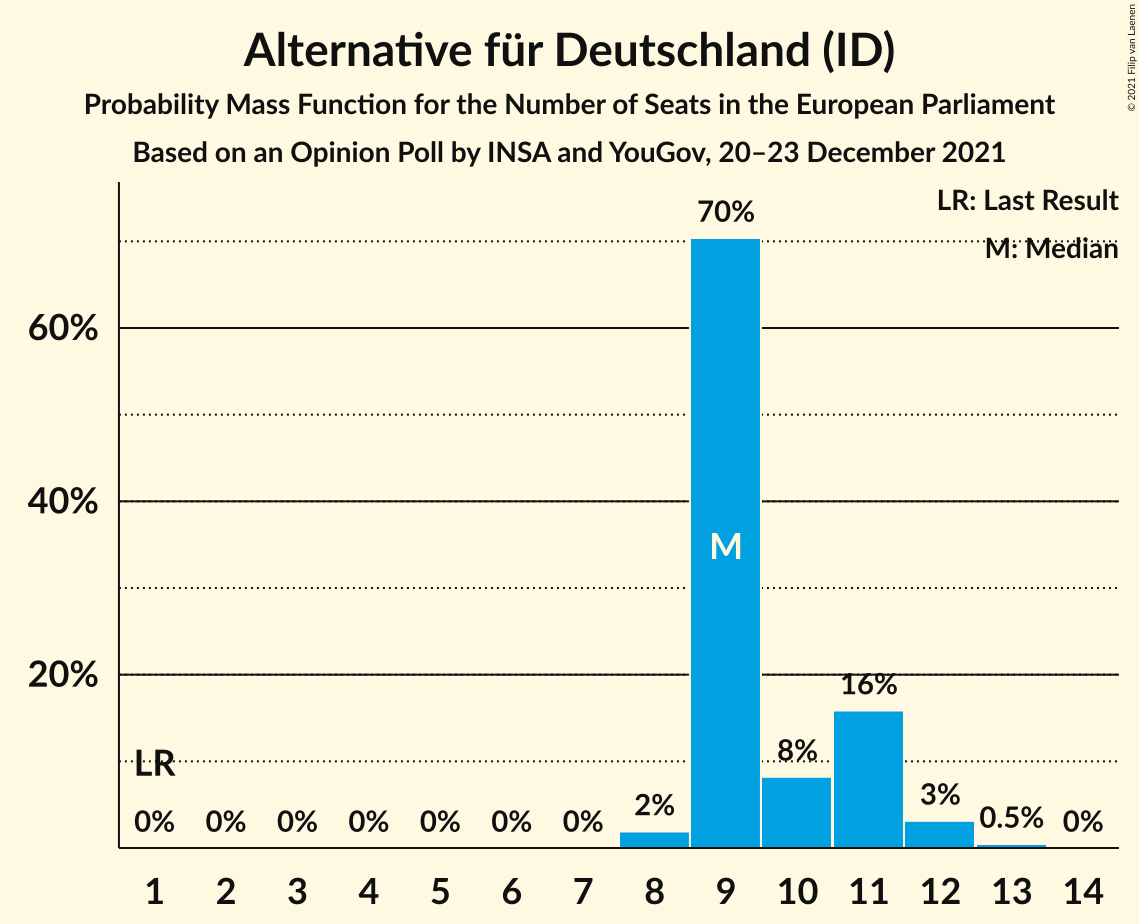 Alternative für Deutschland (ID)
Probability Mass Function for the Number of Seats in the European Parliament
Based on an Opinion Poll by INSA and YouGov, 20–23 December 2021
© 2021 Filip van Laenen
LR: Last Result
M: Median
70%
60%
40%
M
20%
16%
LR
8%
3%
2%
0% 0% 0% 0% 0% 0% 0% 0.5% 0%
1 2 3 4 5 6 7 8 9 10 11 12 13 14